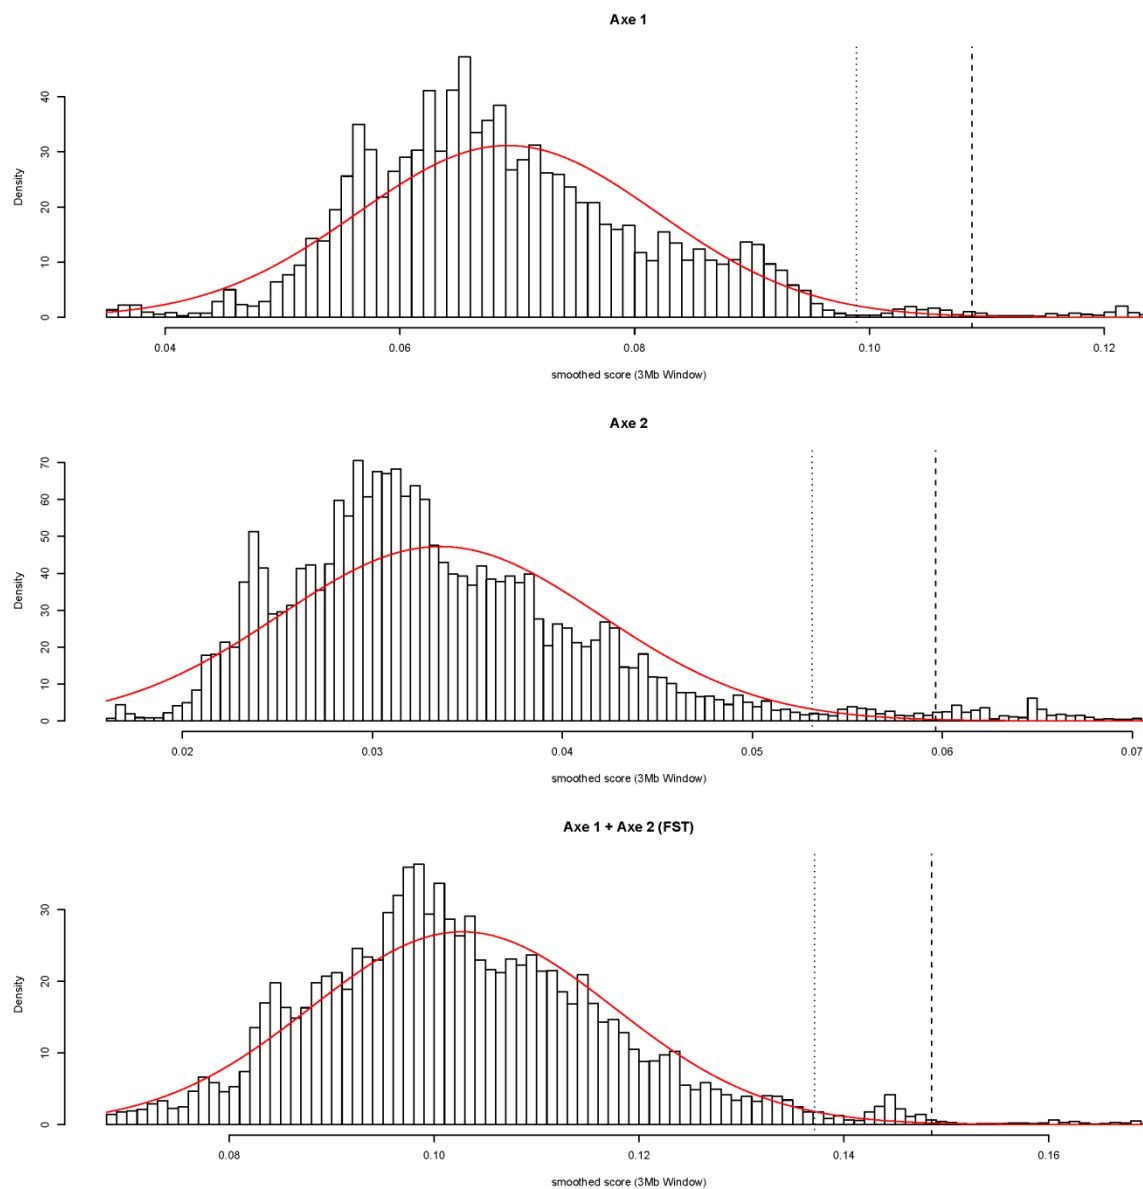 Axe 1
Density
0 10 20 30 40
0.04 0.06 0.08 0.10 0.12
smoothed score (3Mb Window)
Axe 2
Density
0 10 20 30 40 50 60 70
0.02 0.03 0.04 0.05 0.06 0.07
smoothed score (3Mb Window)
Axe 1 + Axe 2 (FST)
Density
0 10 20 30
0.08 0.10 0.12 0.14 0.16
smoothed score (3Mb Window)